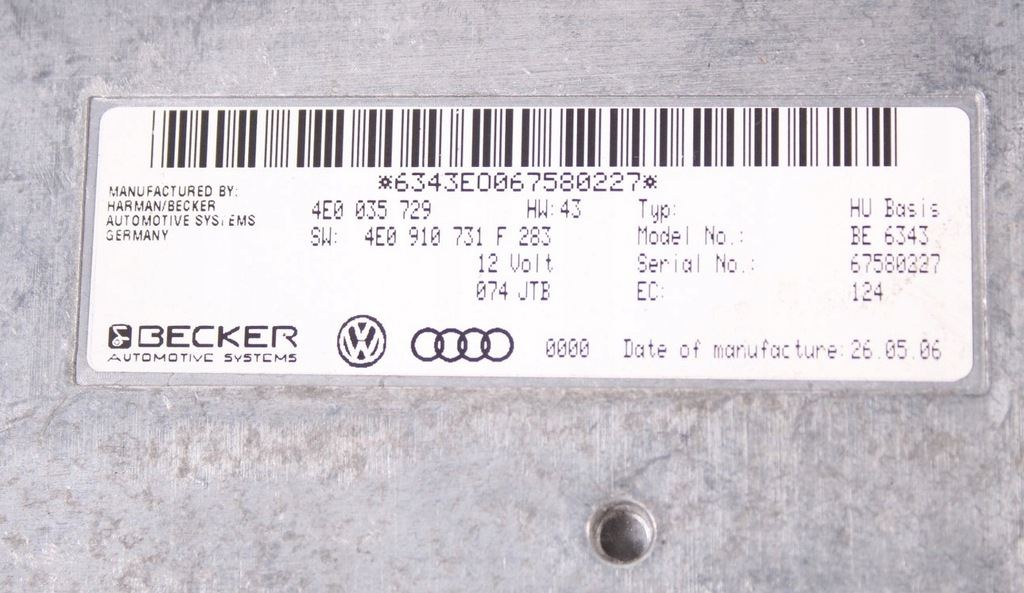 *6343E0067580227*
MANUFACTURED BY:
HARMAN/BECKER
AUTOMOTIVE SYSTEMS
GERMANY
4E0 035 729 HW: 43
SW: 4E0 910 731 F 283
12 Volt
074 JTB
Typ: HU Basis
Model No.: BE 6343
Serial No.: 67580227
EC: 124
BECKER
AUTOMOTIVE SYSTEMS
0000 Date of manufacture: 26.05.06